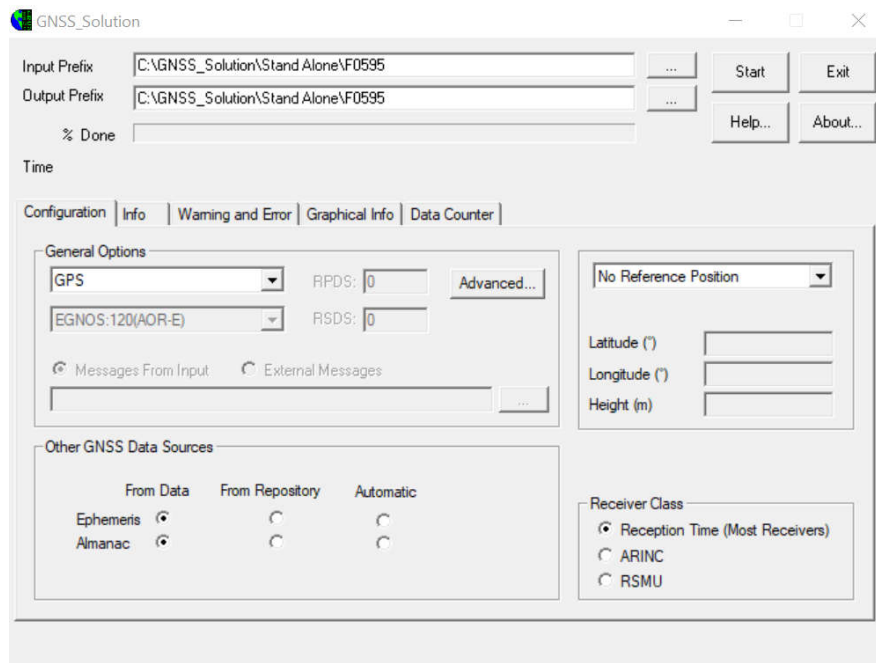 GNSS_Solution
Input Prefix C:\GNSS_Solution\Stand Alone\F0595 ... Start Exit
Output Prefix C:\GNSS_Solution\Stand Alone\F0595 ...
% Done Help... About...
Time
Configuration Info Warning and Error Graphical Info Data Counter
General Options
GPS RPDS: 0 Advanced...
EGNOS:120(AOR-E) RSDS: 0
Messages From Input External Messages
...
No Reference Position
Latitude (°)
Longitude (°)
Height (m)
Other GNSS Data Sources
From Data From Repository Automatic
Ephemeris
Almanac
Receiver Class
Reception Time (Most Receivers)
ARINC
RSMU